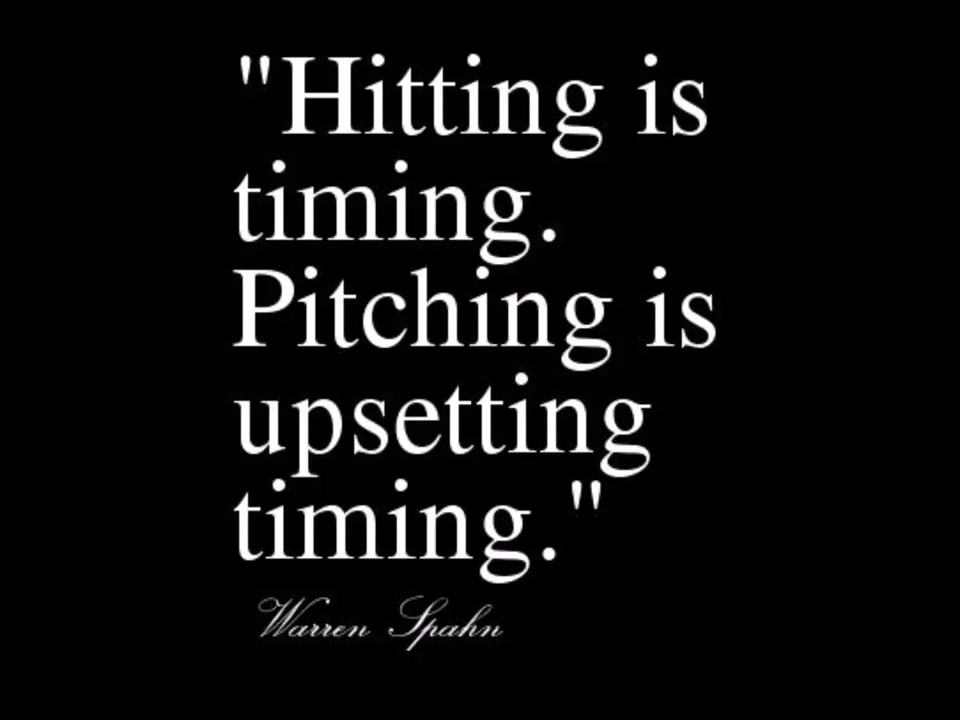 "Hitting is
timing.
Pitching is
upsetting
timing."
Warren Spahn